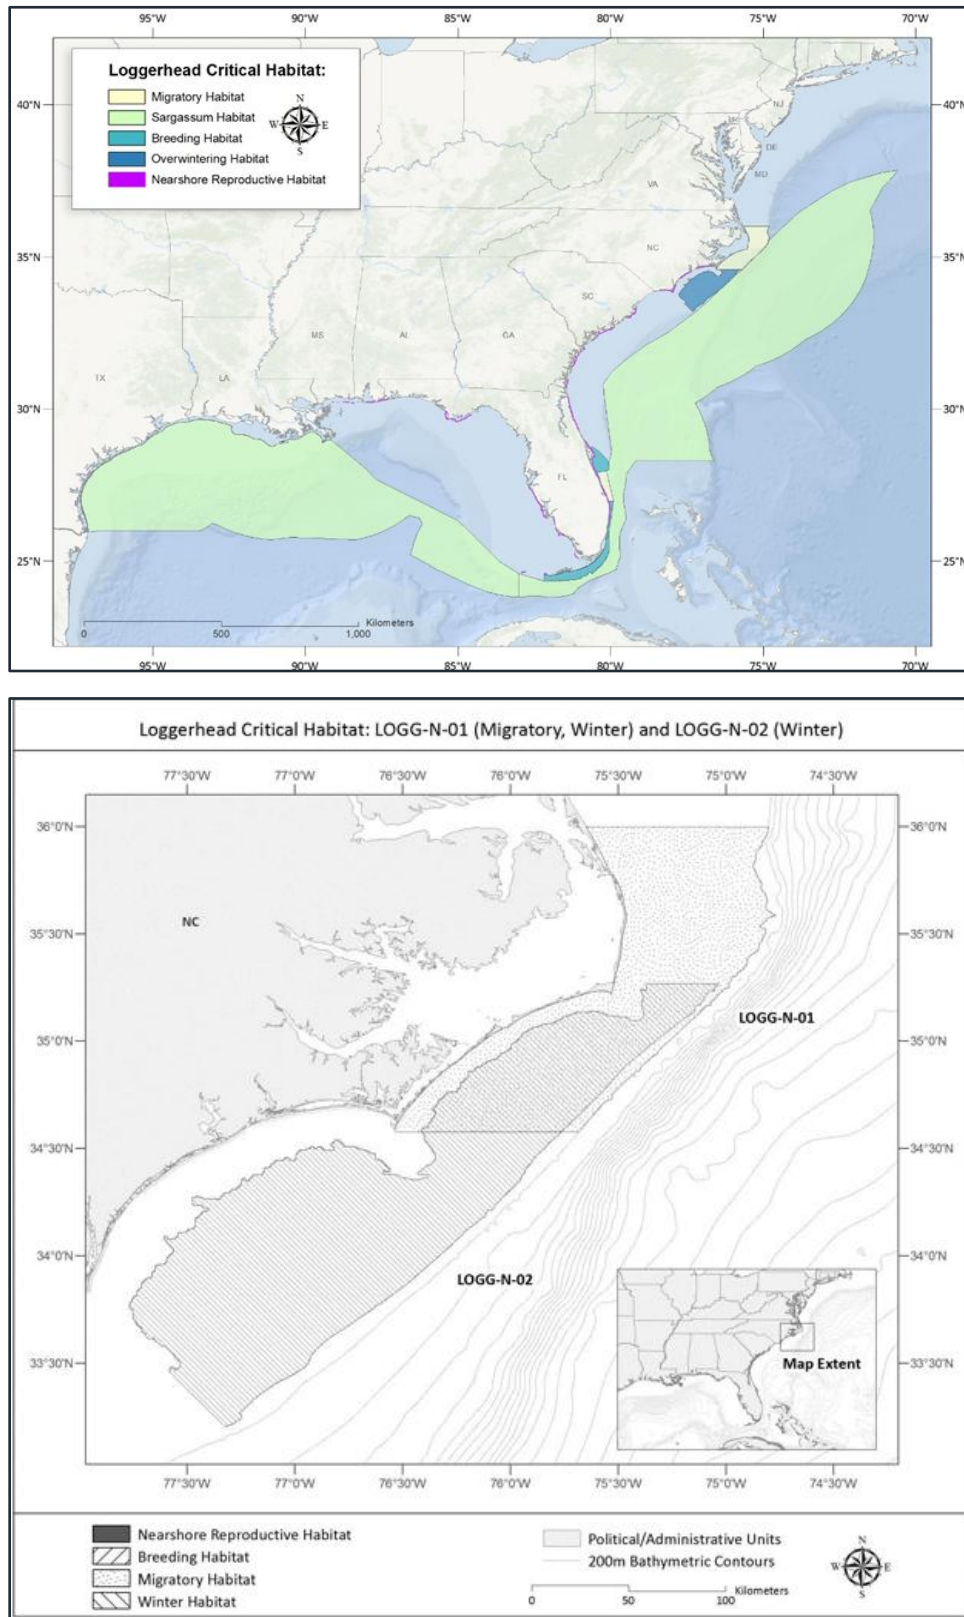 95°W 90°W 85°W 80°W 75°W 70°W
Loggerhead Critical Habitat:
Migratory Habitat
Sargassum Habitat
Breeding Habitat
Overwintering Habitat
Nearshore Reproductive Habitat
N
W E
S
40°N 40°N
NJ
DE
MD
VA
35°N NC 35°N
SC
MS AL GA
TX LA
30°N 30°N
FL
25°N 25°N
Kilometers
0 500 1,000
95°W 90°W 85°W 80°W 75°W 70°W
Loggerhead Critical Habitat: LOGG-N-01 (Migratory, Winter) and LOGG-N-02 (Winter)
77°30'W 77°0'W 76°30'W 76°0'W 75°30'W 75°0'W 74°30'W
36°0'N 36°0'N
NC
35°30'N 35°30'N
LOGG-N-01
35°0'N 35°0'N
34°30'N 34°30'N
34°0'N 34°0'N
LOGG-N-02
33°30'N 33°30'N
Map Extent
77°30'W 77°0'W 76°30'W 76°0'W 75°30'W 75°0'W 74°30'W
Nearshore Reproductive Habitat
Breeding Habitat
Migratory Habitat
Winter Habitat
Political/Administrative Units
200m Bathymetric Contours
Kilometers
0 50 100
N
W E
S